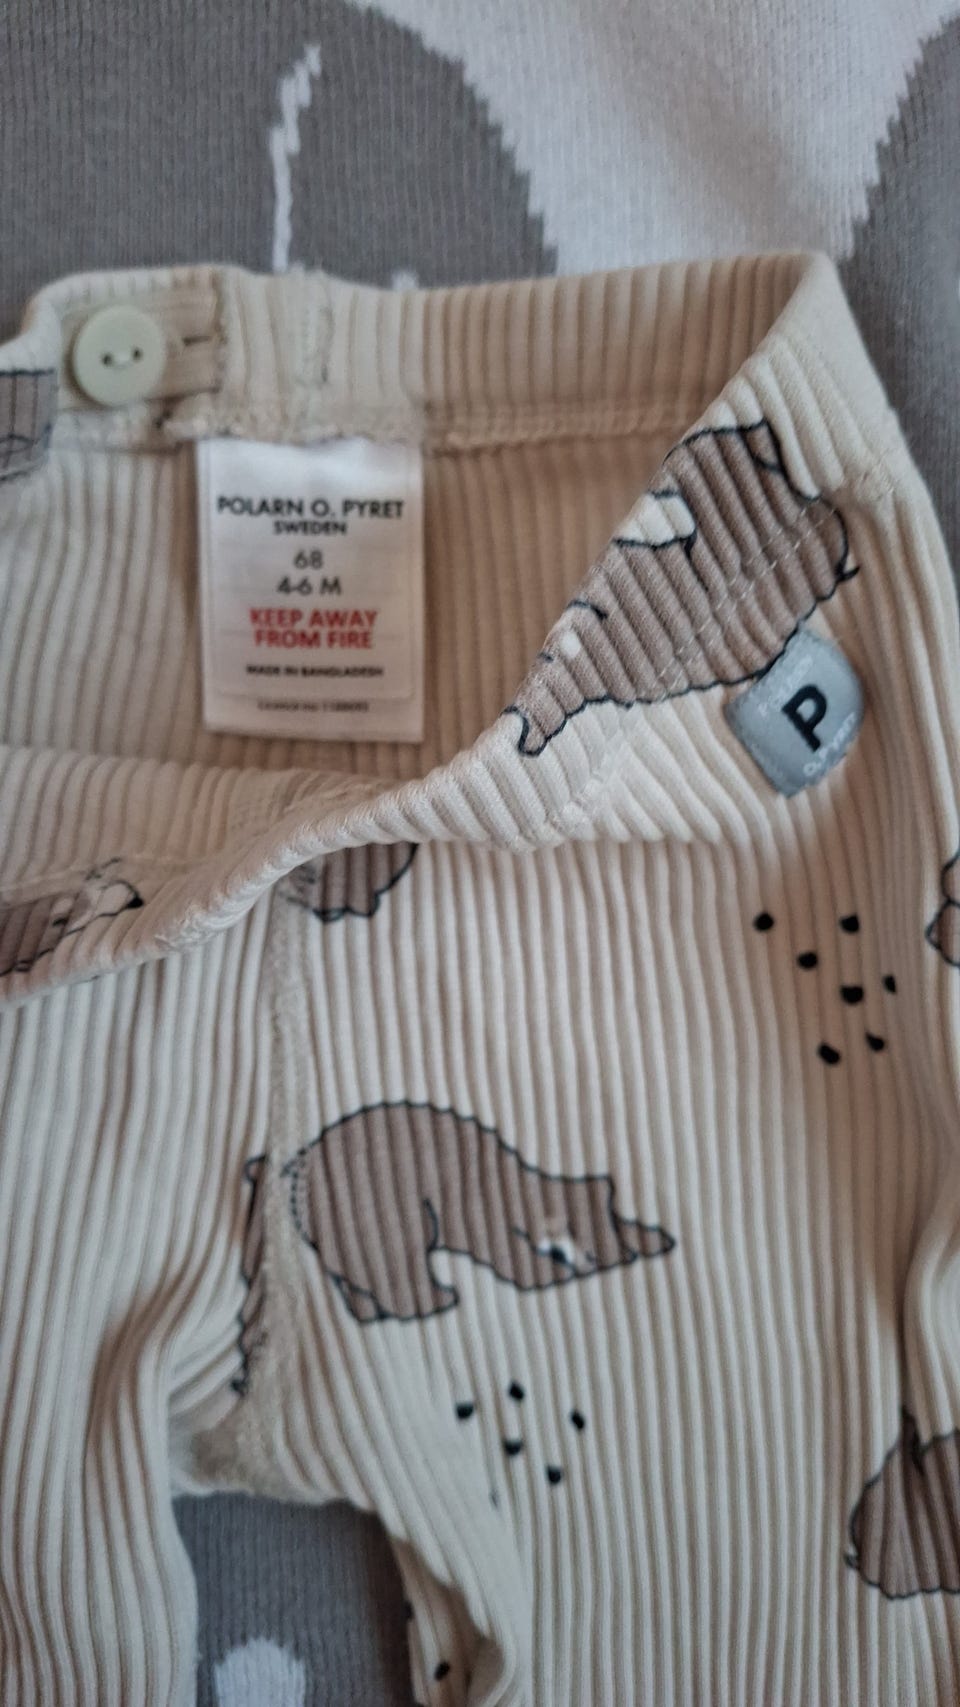 POLARN O. PYRET
SWEDEN
68
4-6 M
KEEP AWAY
FROM FIRE
MADE IN BANGLADESH
P